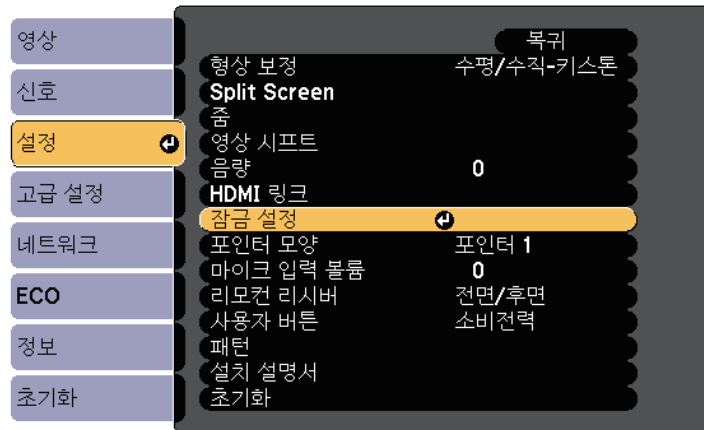 영상
신호
설정
고급 설정
네트워크
ECO
정보
초기화
복귀
형상 보정 수평/수직-키스톤
Split Screen
줌
영상 시프트
음량 0
HDMI 링크
잠금 설정
포인터 모양 포인터 1
마이크 입력 볼륨 0
리모컨 리시버 전면/후면
사용자 버튼 소비전력
패턴
설치 설명서
초기화